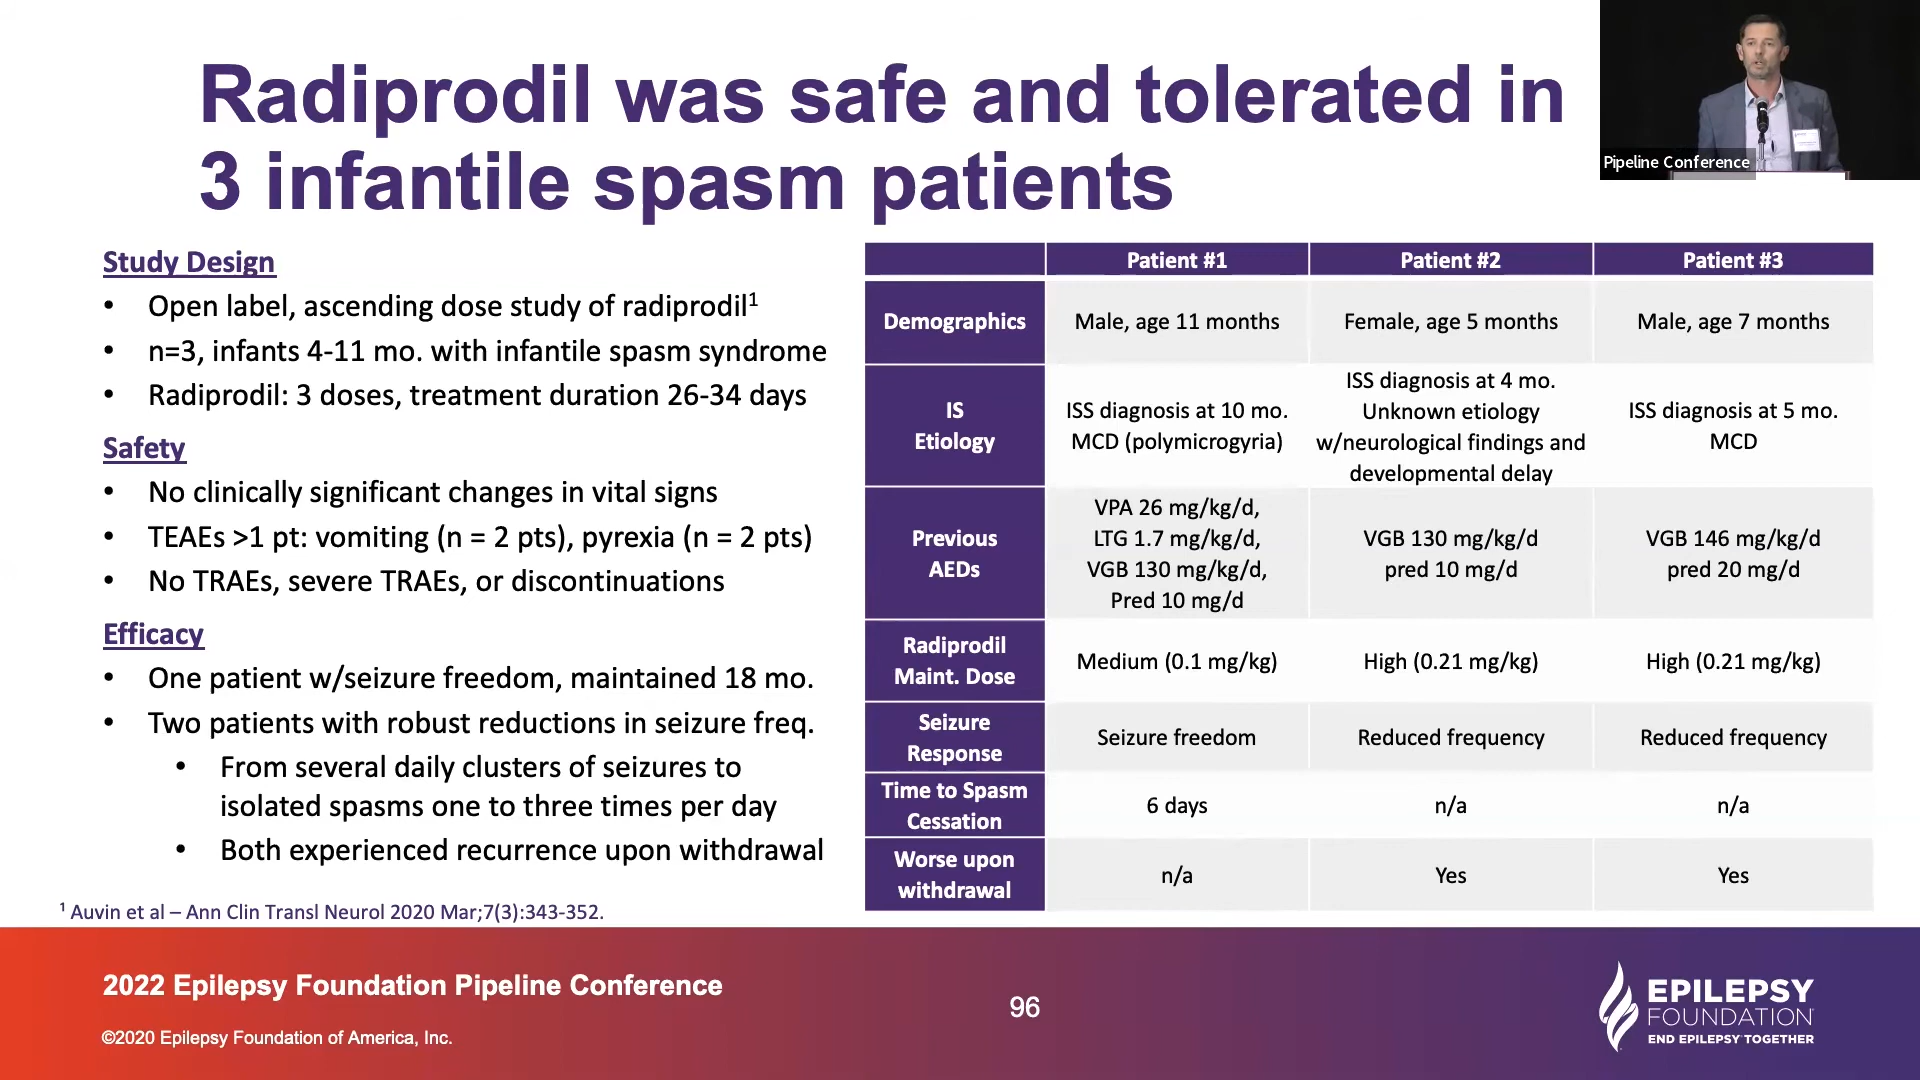 Radiprodil was safe and tolerated in
3 infantile spasm patients
Pipeline Conference
Study Design
• Open label, ascending dose study of radiprodil¹
• n=3, infants 4-11 mo. with infantile spasm syndrome
• Radiprodil: 3 doses, treatment duration 26-34 days
Safety
• No clinically significant changes in vital signs
• TEAEs >1 pt: vomiting (n = 2 pts), pyrexia (n = 2 pts)
• No TRAEs, severe TRAEs, or discontinuations
Efficacy
• One patient w/seizure freedom, maintained 18 mo.
• Two patients with robust reductions in seizure freq.
• From several daily clusters of seizures to
isolated spasms one to three times per day
• Both experienced recurrence upon withdrawal
¹ Auvin et al – Ann Clin Transl Neurol 2020 Mar;7(3):343-352.
Patient #1 Patient #2 Patient #3
Demographics
Male, age 11 months
Female, age 5 months
Male, age 7 months
IS
Etiology
ISS diagnosis at 10 mo.
MCD (polymicrogyria)
ISS diagnosis at 4 mo.
Unknown etiology
w/neurological findings and
developmental delay
ISS diagnosis at 5 mo.
MCD
Previous
AEDs
VPA 26 mg/kg/d,
LTG 1.7 mg/kg/d,
VGB 130 mg/kg/d,
Pred 10 mg/d
VGB 130 mg/kg/d
pred 10 mg/d
VGB 146 mg/kg/d
pred 20 mg/d
Radiprodil
Maint. Dose
Medium (0.1 mg/kg)
High (0.21 mg/kg)
High (0.21 mg/kg)
Seizure
Response
Seizure freedom
Reduced frequency
Reduced frequency
Time to Spasm
Cessation
6 days
n/a
n/a
Worse upon
withdrawal
n/a
Yes
Yes
2022 Epilepsy Foundation Pipeline Conference
©2020 Epilepsy Foundation of America, Inc.
96
EPILEPSY
FOUNDATION
END EPILEPSY TOGETHER